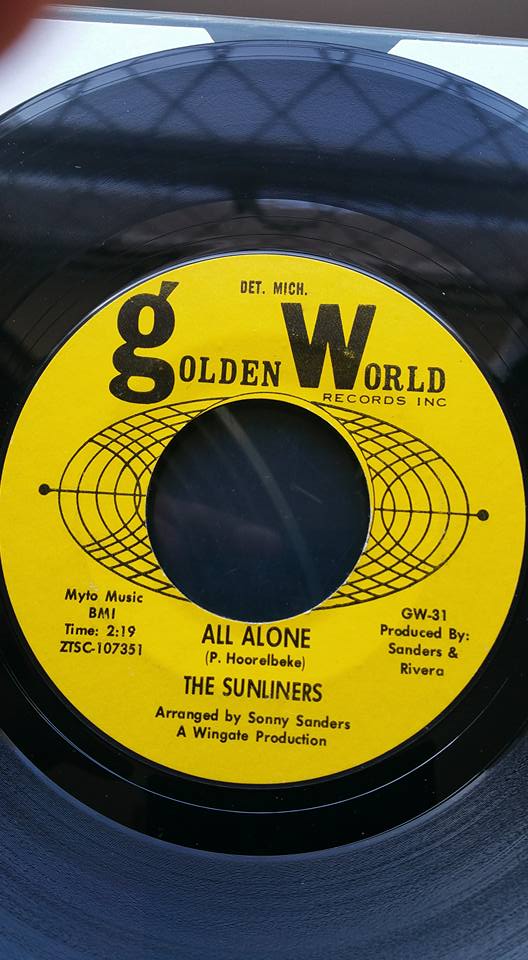 DET. MICH.
gOLDEN WORLD
RECORDS INC
Myto Music
BMI
Time: 2:19
ZTSC-107351
GW-31
Produced By:
Sanders &
Rivera
ALL ALONE
(P. Hoorelbeke)
THE SUNLINERS
Arranged by Sonny Sanders
A Wingate Production